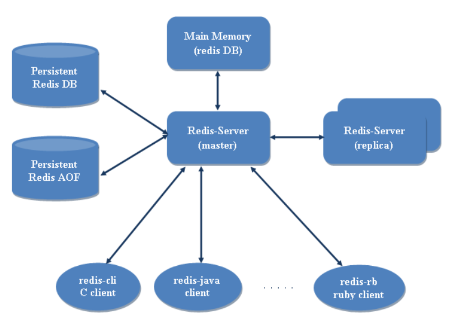 Main Memory
(redis DB)
Persistent
Redis DB
Redis-Server
(master)
Redis-Server
(replica)
Persistent
Redis AOF
redis-cli
C client
redis-java
client
. . . . .
redis-rb
ruby client